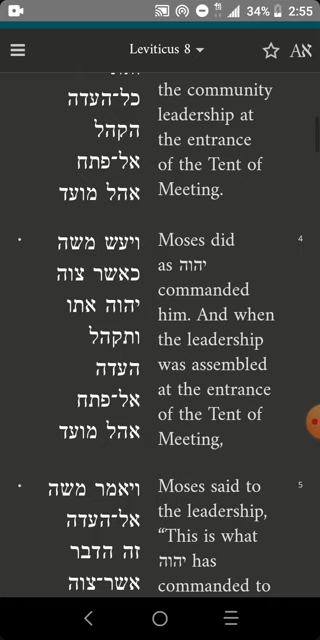 34% 2:55
Leviticus 8
Aא
כל־העדה
הקהל
אל־פתח
אהל מועד
the community
leadership at
the entrance
of the Tent of
Meeting.
ויעש משה
כאשר צוה
יהוה אתו
ותקהל
העדה
אל־פתח
אהל מועד
Moses did
as יהוה
commanded
him. And when
the leadership
was assembled
at the entrance
of the Tent of
Meeting,
4
ויאמר משה
אל־העדה
זה הדבר
אשר־צוה
Moses said to
the leadership,
“This is what
יהוה has
commanded to
5